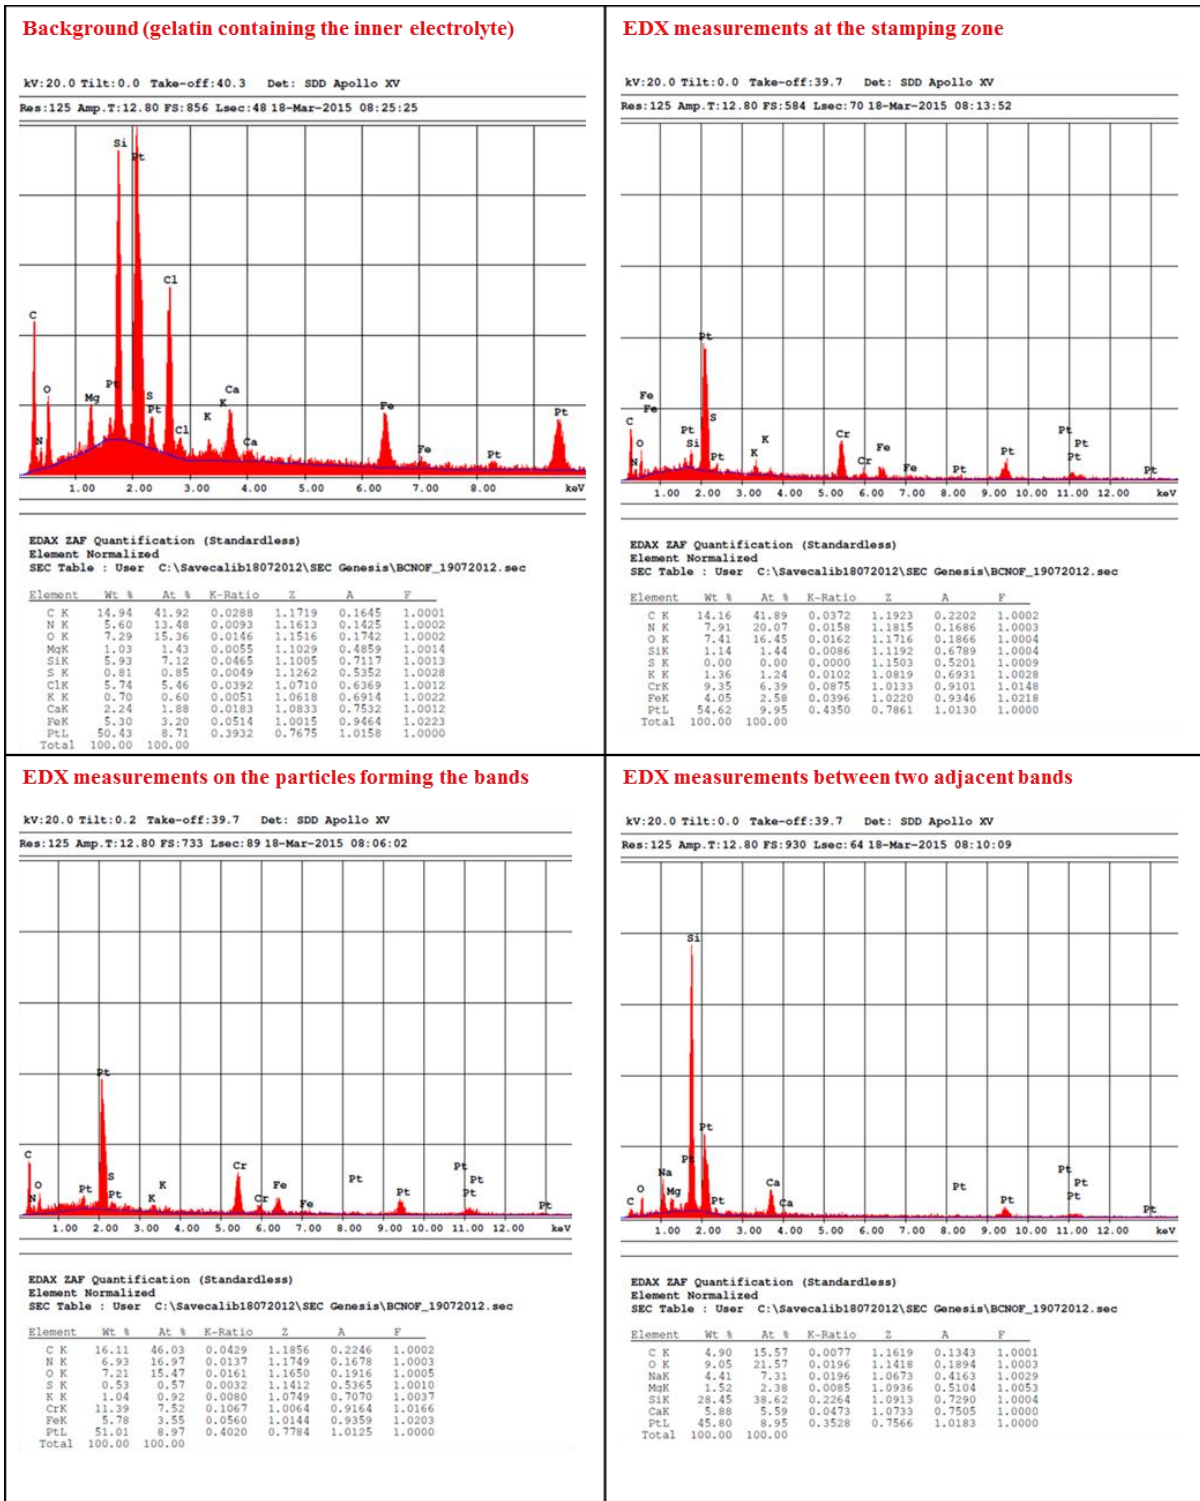 Background (gelatin containing the inner electrolyte)
kV:20.0 Tilt:0.0 Take-off:40.3 Det: SDD Apollo XV
Res:125 Amp.T:12.80 FS:856 Lsec:48 18-Mar-2015 08:25:25
Si
Pt
Cl
C
O
Mg
Pt
S
Pt
Ca
K
K
Fe
Pt
N
Cl
Ca
Fe
Pt
1.00 2.00 3.00 4.00 5.00 6.00 7.00 8.00 keV
EDAX ZAF Quantification (Standardless)
Element Normalized
SEC Table : User C:\Savecalib18072012\SEC Genesis\BCNOF_19072012.sec
Element Wt % At % K-Ratio Z A F
C K 14.94 41.92 0.0288 1.1719 0.1645 1.0001
N K 5.60 13.48 0.0093 1.1613 0.1425 1.0002
O K 7.29 15.36 0.0146 1.1516 0.1742 1.0002
MgK 1.03 1.43 0.0055 1.1029 0.4859 1.0014
SiK 5.93 7.12 0.0465 1.1005 0.7117 1.0013
S K 0.81 0.85 0.0049 1.1262 0.5352 1.0028
ClK 5.74 5.46 0.0392 1.0710 0.6369 1.0012
K K 0.70 0.60 0.0051 1.0618 0.6914 1.0022
CaK 2.24 1.88 0.0183 1.0833 0.7532 1.0012
FeK 5.30 3.20 0.0514 1.0015 0.9464 1.0223
PtL 50.43 8.71 0.3932 0.7675 1.0158 1.0000
Total 100.00 100.00
EDX measurements at the stamping zone
kV:20.0 Tilt:0.0 Take-off:39.7 Det: SDD Apollo XV
Res:125 Amp.T:12.80 FS:584 Lsec:70 18-Mar-2015 08:13:52
Pt
Fe
Fe
C
S
Pt
Si
O
K
K
Cr
Fe
Pt
Pt
Pt
Pt
N
Pt
Cr
Fe
Pt
Pt
1.00 2.00 3.00 4.00 5.00 6.00 7.00 8.00 9.00 10.00 11.00 12.00 keV
EDAX ZAF Quantification (Standardless)
Element Normalized
SEC Table : User C:\Savecalib18072012\SEC Genesis\BCNOF_19072012.sec
Element Wt % At % K-Ratio Z A F
C K 14.16 41.89 0.0372 1.1923 0.2202 1.0002
N K 7.91 20.07 0.0158 1.1815 0.1686 1.0003
O K 7.41 16.45 0.0162 1.1716 0.1866 1.0004
SiK 1.14 1.44 0.0086 1.1192 0.6789 1.0004
S K 0.00 0.00 0.0000 1.1503 0.5201 1.0009
K K 1.36 1.24 0.0102 1.0819 0.6931 1.0028
CrK 9.35 6.39 0.0875 1.0133 0.9101 1.0148
FeK 4.05 2.58 0.0396 1.0220 0.9346 1.0218
PtL 54.62 9.95 0.4350 0.7861 1.0130 1.0000
Total 100.00 100.00
EDX measurements on the particles forming the bands
kV:20.0 Tilt:0.2 Take-off:39.7 Det: SDD Apollo XV
Res:125 Amp.T:12.80 FS:733 Lsec:89 18-Mar-2015 08:06:02
Pt
C
O
N
Pt
S
Pt
K
K
Cr
Cr
Fe
Fe
Pt
Pt
Pt
Pt
Pt
Pt
1.00 2.00 3.00 4.00 5.00 6.00 7.00 8.00 9.00 10.00 11.00 12.00 keV
EDAX ZAF Quantification (Standardless)
Element Normalized
SEC Table : User C:\Savecalib18072012\SEC Genesis\BCNOF_19072012.sec
Element Wt % At % K-Ratio Z A F
C K 16.11 46.03 0.0429 1.1856 0.2246 1.0002
N K 6.93 16.97 0.0137 1.1749 0.1678 1.0003
O K 7.21 15.47 0.0161 1.1650 0.1916 1.0005
S K 0.53 0.57 0.0032 1.1412 0.5365 1.0010
K K 1.04 0.92 0.0080 1.0749 0.7070 1.0037
CrK 11.39 7.52 0.1067 1.0064 0.9164 1.0166
FeK 5.78 3.55 0.0560 1.0144 0.9359 1.0203
PtL 51.01 8.97 0.4020 0.7784 1.0125 1.0000
Total 100.00 100.00
EDX measurements between two adjacent bands
kV:20.0 Tilt:0.0 Take-off:39.7 Det: SDD Apollo XV
Res:125 Amp.T:12.80 FS:930 Lsec:64 18-Mar-2015 08:10:09
Si
Pt
Pt
Na
O
Mg
C
Pt
Ca
Ca
Pt
Pt
Pt
Pt
Pt
Pt
1.00 2.00 3.00 4.00 5.00 6.00 7.00 8.00 9.00 10.00 11.00 12.00 keV
EDAX ZAF Quantification (Standardless)
Element Normalized
SEC Table : User C:\Savecalib18072012\SEC Genesis\BCNOF_19072012.sec
Element Wt % At % K-Ratio Z A F
C K 4.90 15.57 0.0077 1.1619 0.1343 1.0001
O K 9.05 21.57 0.0196 1.1418 0.1894 1.0003
NaK 4.41 7.31 0.0196 1.0673 0.4163 1.0029
MgK 1.52 2.38 0.0085 1.0936 0.5104 1.0053
SiK 28.45 38.62 0.2264 1.0913 0.7290 1.0004
CaK 5.88 5.59 0.0473 1.0733 0.7505 1.0000
PtL 45.80 8.95 0.3528 0.7566 1.0183 1.0000
Total 100.00 100.00